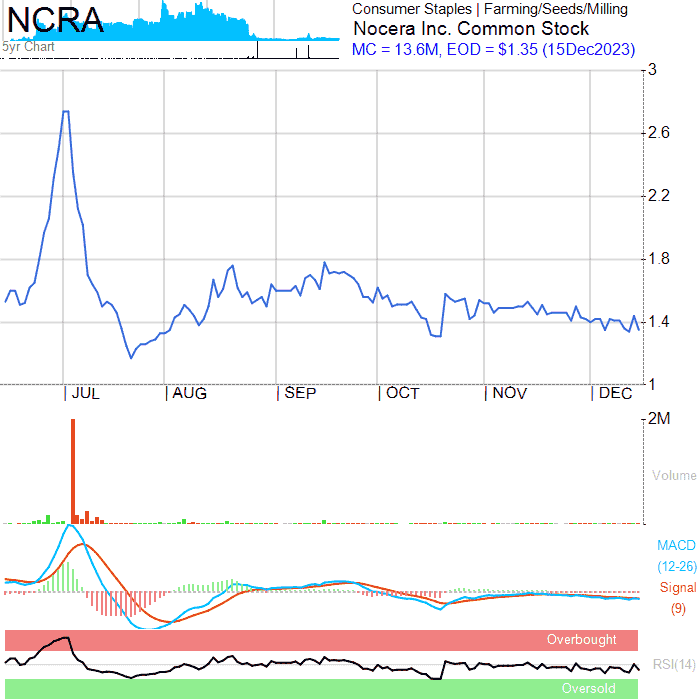 NCRA
5yr Chart
Consumer Staples | Farming/Seeds/Milling
Nocera Inc. Common Stock
MC = 13.6M, EOD = $1.35 (15Dec2023)
3
2.6
2.2
1.8
1.4
1
JUL AUG SEP OCT NOV DEC
2M
Volume
MACD
(12-26)
Signal
(9)
Overbought
RSI(14)
Oversold